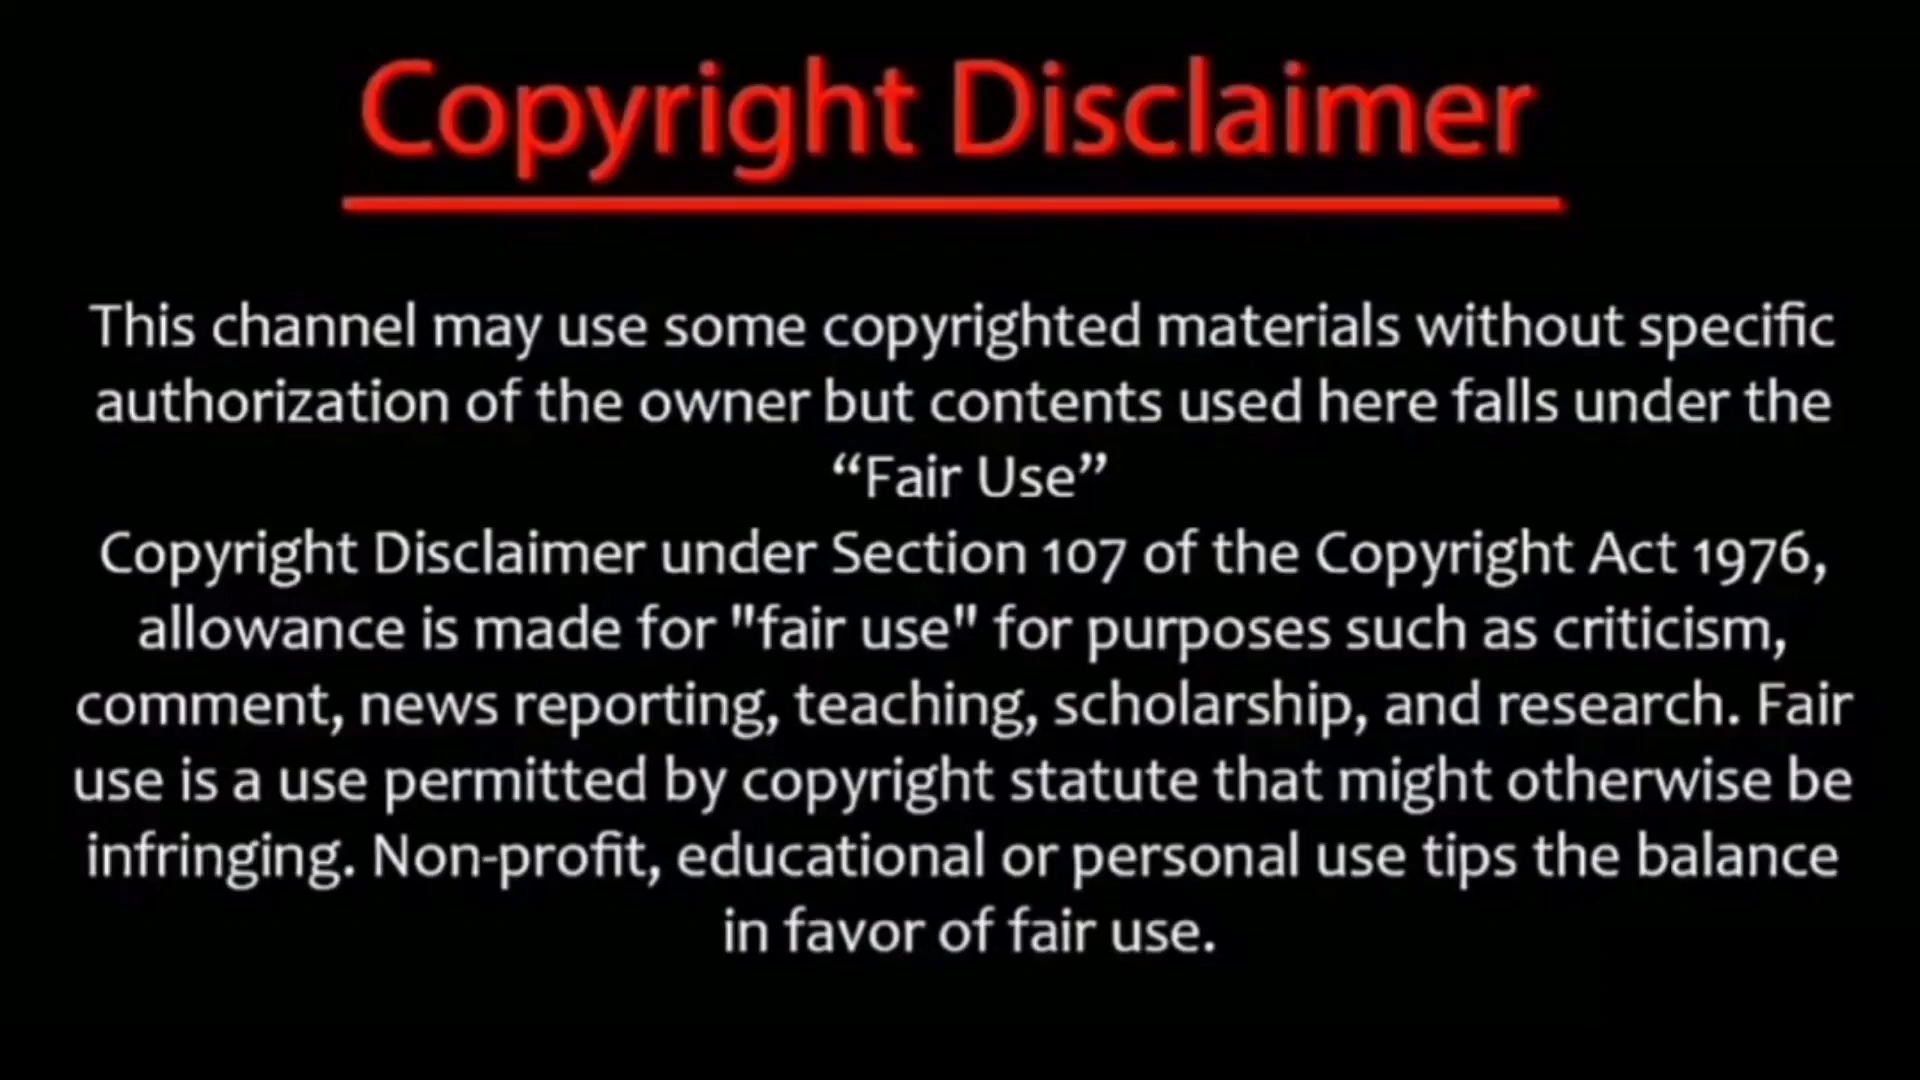 Copyright Disclaimer
This channel may use some copyrighted materials without specific
authorization of the owner but contents used here falls under the
“Fair Use”
Copyright Disclaimer under Section 107 of the Copyright Act 1976,
allowance is made for "fair use" for purposes such as criticism,
comment, news reporting, teaching, scholarship, and research. Fair
use is a use permitted by copyright statute that might otherwise be
infringing. Non-profit, educational or personal use tips the balance
in favor of fair use.